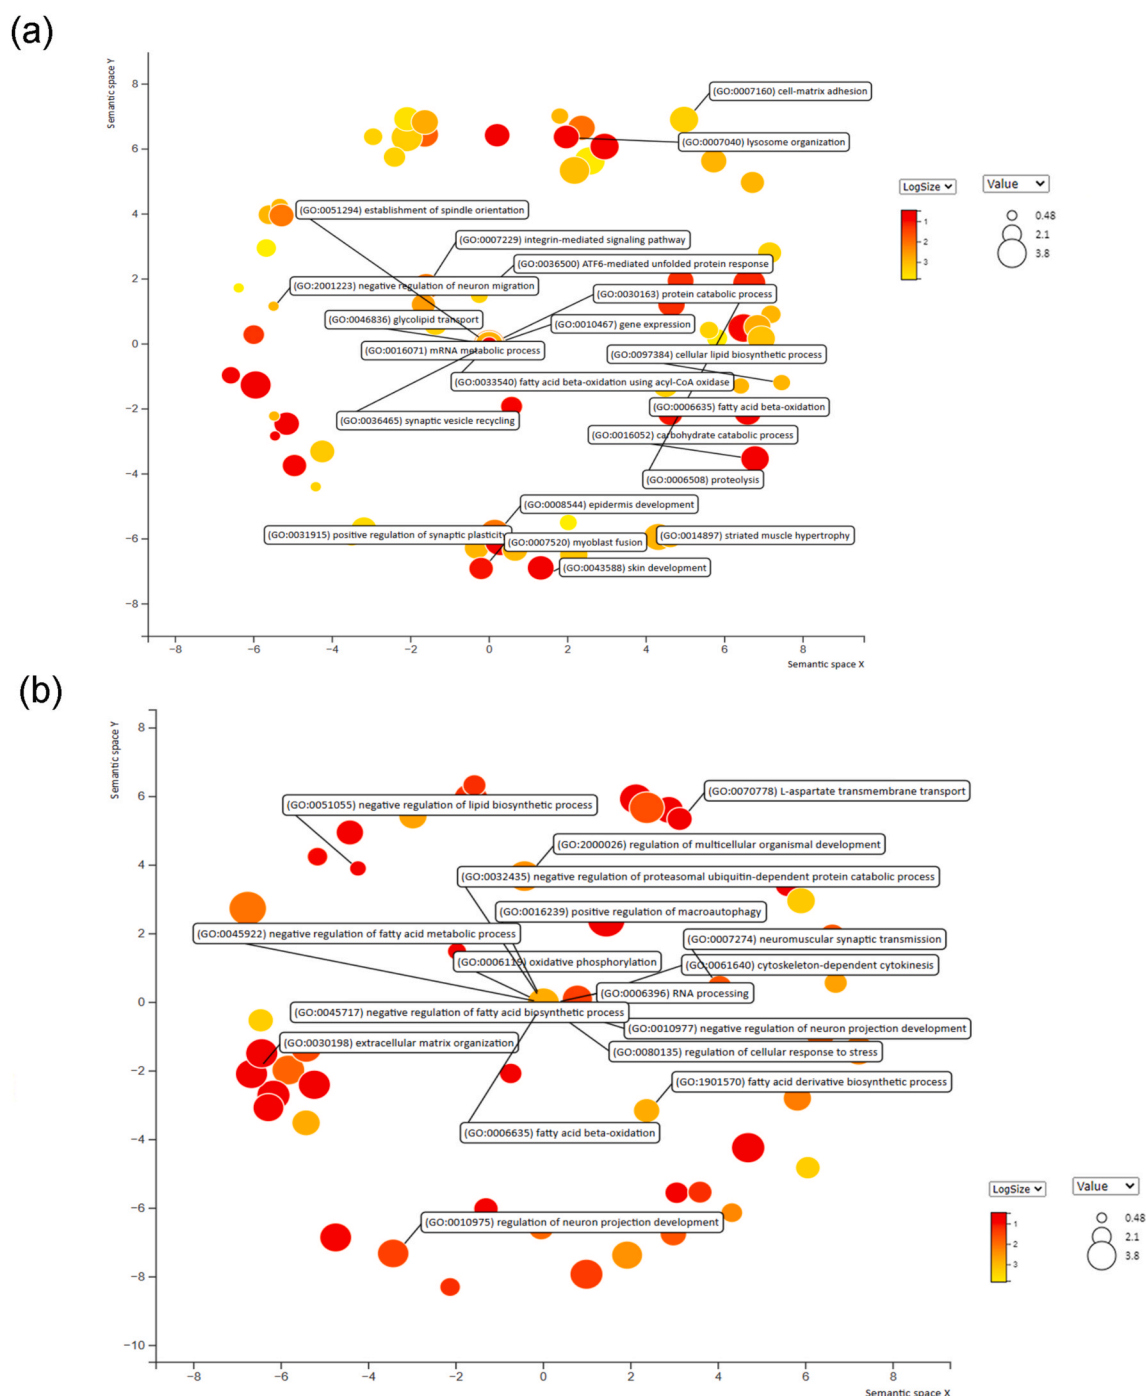 (a)
Semantic space Y
8
6
4
2
0
−2
−4
−6
−8
(GO:0007160) cell-matrix adhesion
(GO:0007040) lysosome organization
(GO:0051294) establishment of spindle orientation
(GO:0007229) integrin-mediated signaling pathway
(GO:0036500) ATF6-mediated unfolded protein response
(GO:2001223) negative regulation of neuron migration
(GO:0030163) protein catabolic process
(GO:0046836) glycolipid transport
(GO:0010467) gene expression
(GO:0016071) mRNA metabolic process
(GO:0097384) cellular lipid biosynthetic process
(GO:0033540) fatty acid beta-oxidation using acyl-CoA oxidase
(GO:0006635) fatty acid beta-oxidation
(GO:0036465) synaptic vesicle recycling
(GO:0016052) carbohydrate catabolic process
(GO:0006508) proteolysis
(GO:0008544) epidermis development
(GO:0031915) positive regulation of synaptic plasticity
(GO:0007520) myoblast fusion
(GO:0014897) striated muscle hypertrophy
(GO:0043588) skin development
−8 −6 −4 −2 0 2 4 6 8
Semantic space X
LogSize Value
1
2
3
0.48
2.1
3.8
(b)
Semantic space Y
8
6
4
2
0
−2
−4
−6
−8
−10
(GO:0070778) L-aspartate transmembrane transport
(GO:0051055) negative regulation of lipid biosynthetic process
(GO:2000026) regulation of multicellular organismal development
(GO:0032435) negative regulation of proteasomal ubiquitin-dependent protein catabolic process
(GO:0016239) positive regulation of macroautophagy
(GO:0045922) negative regulation of fatty acid metabolic process
(GO:0007274) neuromuscular synaptic transmission
(GO:0006119) oxidative phosphorylation
(GO:0061640) cytoskeleton-dependent cytokinesis
(GO:0006396) RNA processing
(GO:0045717) negative regulation of fatty acid biosynthetic process
(GO:0010977) negative regulation of neuron projection development
(GO:0030198) extracellular matrix organization
(GO:0080135) regulation of cellular response to stress
(GO:1901570) fatty acid derivative biosynthetic process
(GO:0006635) fatty acid beta-oxidation
(GO:0010975) regulation of neuron projection development
−8 −6 −4 −2 0 2 4 6 8
Semantic space X
LogSize Value
1
2
3
0.48
2.1
3.8